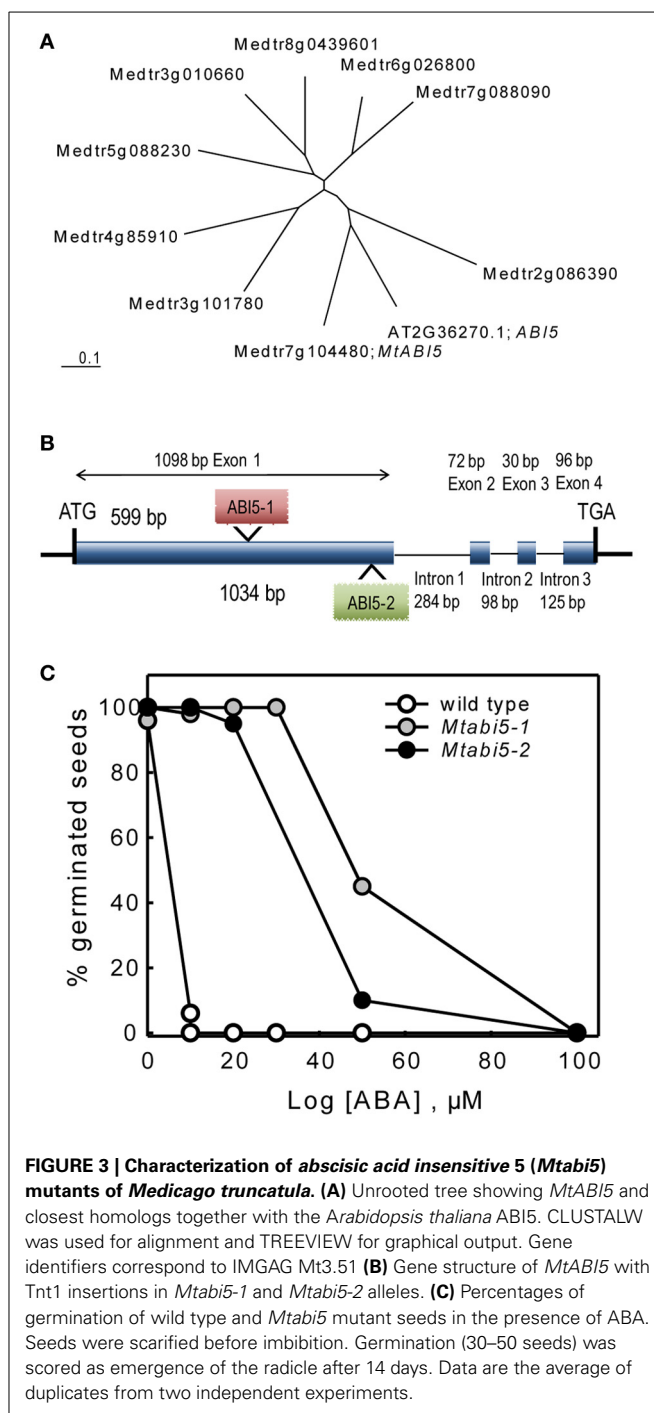 A
Medtr8g0439601
Medtr6g026800
Medtr3g010660
Medtr7g088090
Medtr5g088230
Medtr4g85910
Medtr2g086390
Medtr3g101780
AT2G36270.1; ABI5
Medtr7g104480; MtABI5
0.1
B
1098 bp Exon 1
72 bp 30 bp 96 bp
Exon 2 Exon 3 Exon 4
ATG 599 bp ABI5-1 TGA
1034 bp ABI5-2
Intron 1 Intron 2 Intron 3
284 bp 98 bp 125 bp
C
% germinated seeds
100
80
60
40
20
0
wild type
Mtabi5-1
Mtabi5-2
0 20 40 60 80 100
Log [ABA] , µM
FIGURE 3 | Characterization of abscisic acid insensitive 5 (Mtabi5)
mutants of Medicago truncatula. (A) Unrooted tree showing MtABI5 and
closest homologs together with the Arabidopsis thaliana ABI5. CLUSTALW
was used for alignment and TREEVIEW for graphical output. Gene
identifiers correspond to IMGAG Mt3.51 (B) Gene structure of MtABI5 with
Tnt1 insertions in Mtabi5-1 and Mtabi5-2 alleles. (C) Percentages of
germination of wild type and Mtabi5 mutant seeds in the presence of ABA.
Seeds were scarified before imbibition. Germination (30–50 seeds) was
scored as emergence of the radicle after 14 days. Data are the average of
duplicates from two independent experiments.